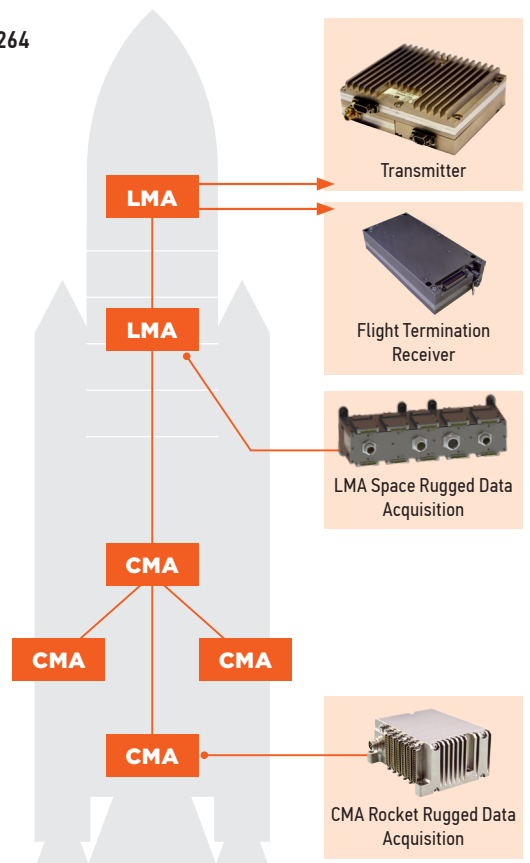 264
Transmitter
LMA
Flight Termination
Receiver
LMA
LMA Space Rugged Data
Acquisition
CMA
CMA
CMA
CMA
CMA Rocket Rugged Data
Acquisition